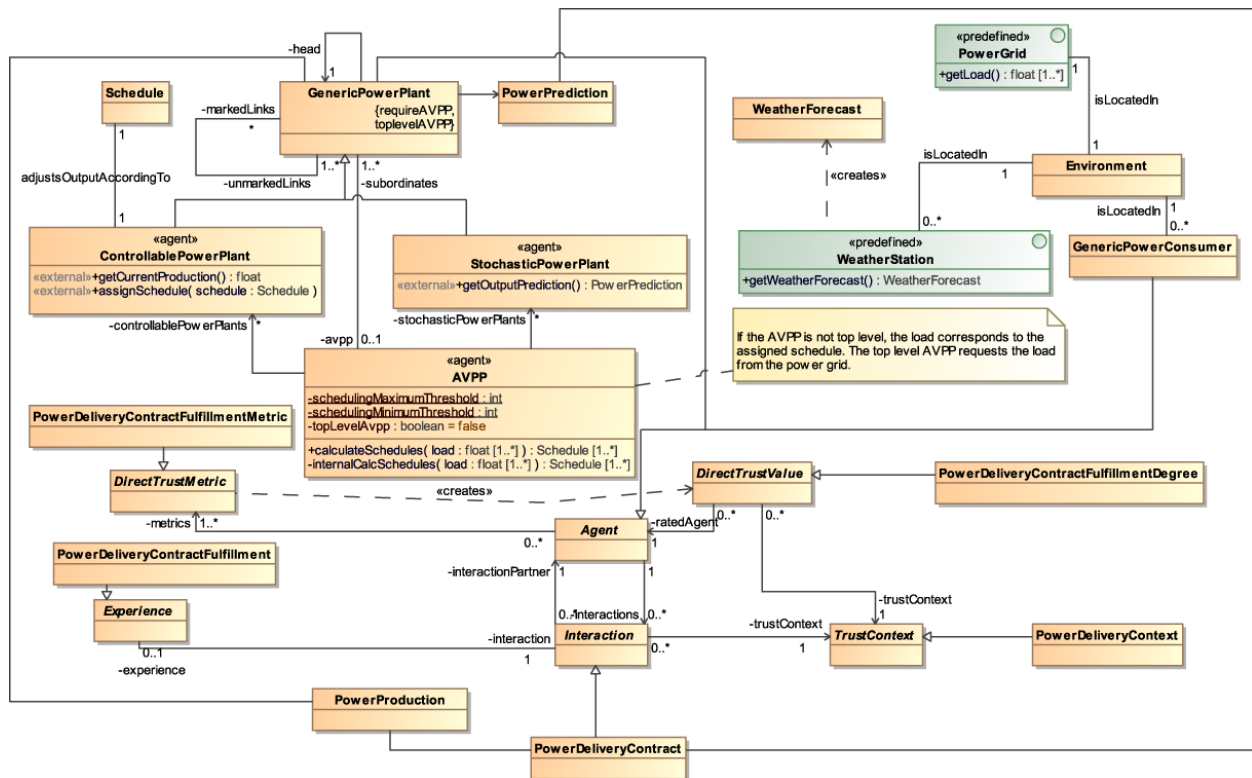 «predefined»
PowerGrid
+getLoad() : float [1..*]
1
-head
1
Schedule
1
GenericPowerPlant
{requireAVPP,
toplevelAVPP}
PowerPrediction
WeatherForecast
isLocatedIn
-markedLinks
*
1..*
1..*
-unmarkedLinks
-subordinates
adjustsOutputAccordingTo
1
«creates»
isLocatedIn
1
1
Environment
1
isLocatedIn
0..*
0..*
«agent»
ControllablePowerPlant
«external»+getCurrentProduction() : float
«external»+assignSchedule( schedule : Schedule )
«agent»
StochasticPowerPlant
«external»+getOutputPrediction() : PowerPrediction
«predefined»
WeatherStation
+getWeatherForecast() : WeatherForecast
GenericPowerConsumer
-controllablePowerPlants
*
-stochasticPowerPlants
*
-avpp
0..1
If the AVPP is not top level, the load corresponds to the
assigned schedule. The top level AVPP requests the load
from the power grid.
«agent»
AVPP
-schedulingMaximumThreshold : int
-schedulingMinimumThreshold : int
-topLevelAvpp : boolean = false
+calculateSchedules( load : float [1..*] ) : Schedule [1..*]
-internalCalcSchedules( load : float [1..*] ) : Schedule [1..*]
PowerDeliveryContractFulfillmentMetric
DirectTrustMetric
«creates»
DirectTrustValue
PowerDeliveryContractFulfillmentDegree
-metrics
1..*
0..*
Agent
-ratedAgent
1
0..*
0..*
PowerDeliveryContractFulfillment
-interactionPartner
1
1
Experience
0..*
-interactions
0..*
-trustContext
1
0..1
-experience
-interaction
1
Interaction
0..*
-trustContext
1
TrustContext
PowerDeliveryContext
PowerProduction
PowerDeliveryContract